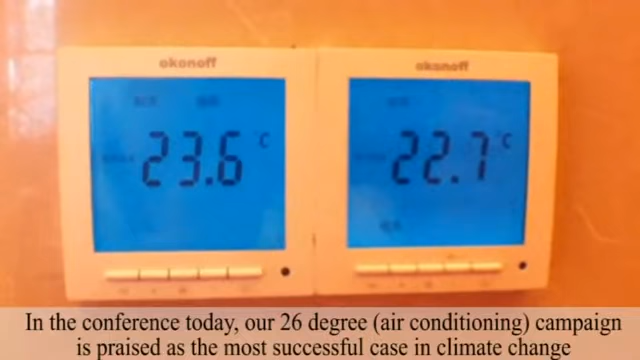 okonoff
okonoff
23.6 °C
22.7 °C
In the conference today, our 26 degree (air conditioning) campaign
is praised as the most successful case in climate change